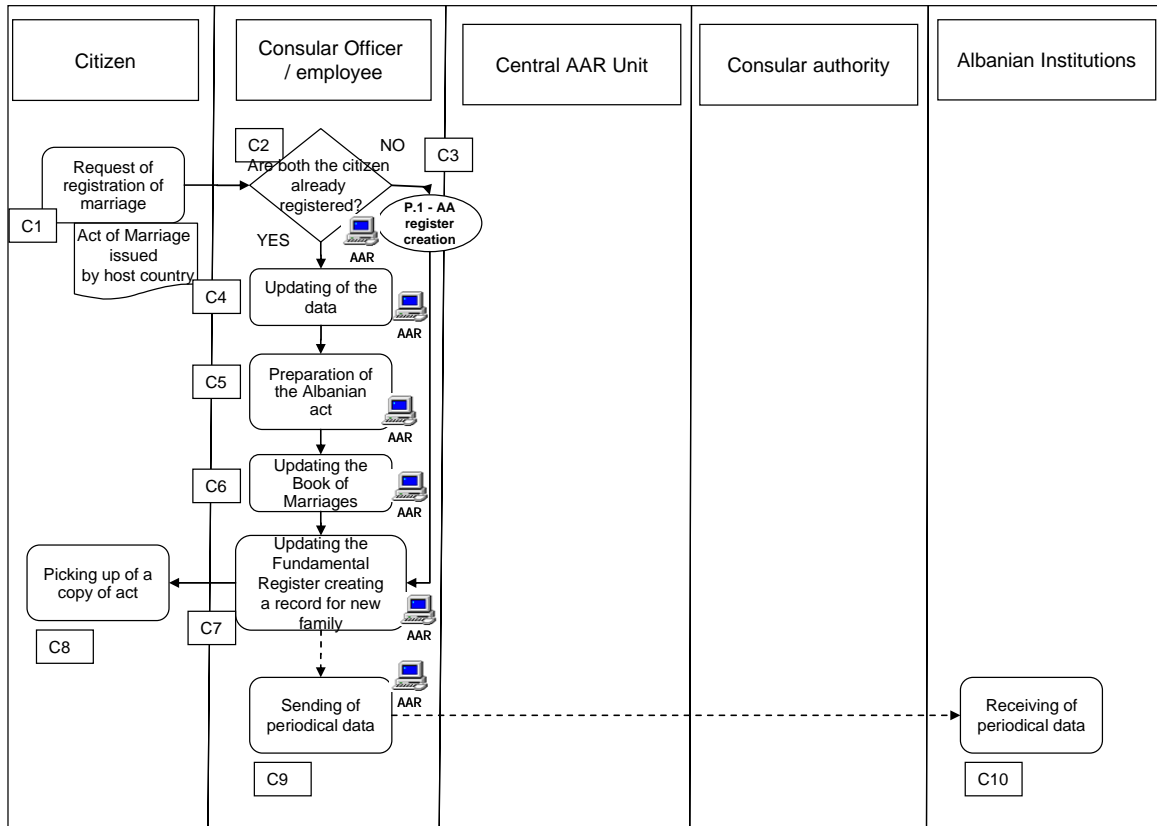 Citizen
Consular Officer
/ employee
Central AAR Unit
Consular authority
Albanian Institutions
C2
NO
C3
Request of
registration of
marriage
Are both the citizen
already
registered?
C1
P.1 - AA
register
creation
Act of Marriage
issued
by host country
YES
AAR
C4
Updating of the
data
AAR
C5
Preparation of
the Albanian
act
AAR
C6
Updating the
Book of
Marriages
AAR
Picking up of a
copy of act
Updating the
Fundamental
Register creating
a record for new
family
C7
AAR
C8
AAR
Sending of
periodical data
Receiving of
periodical data
C9
C10